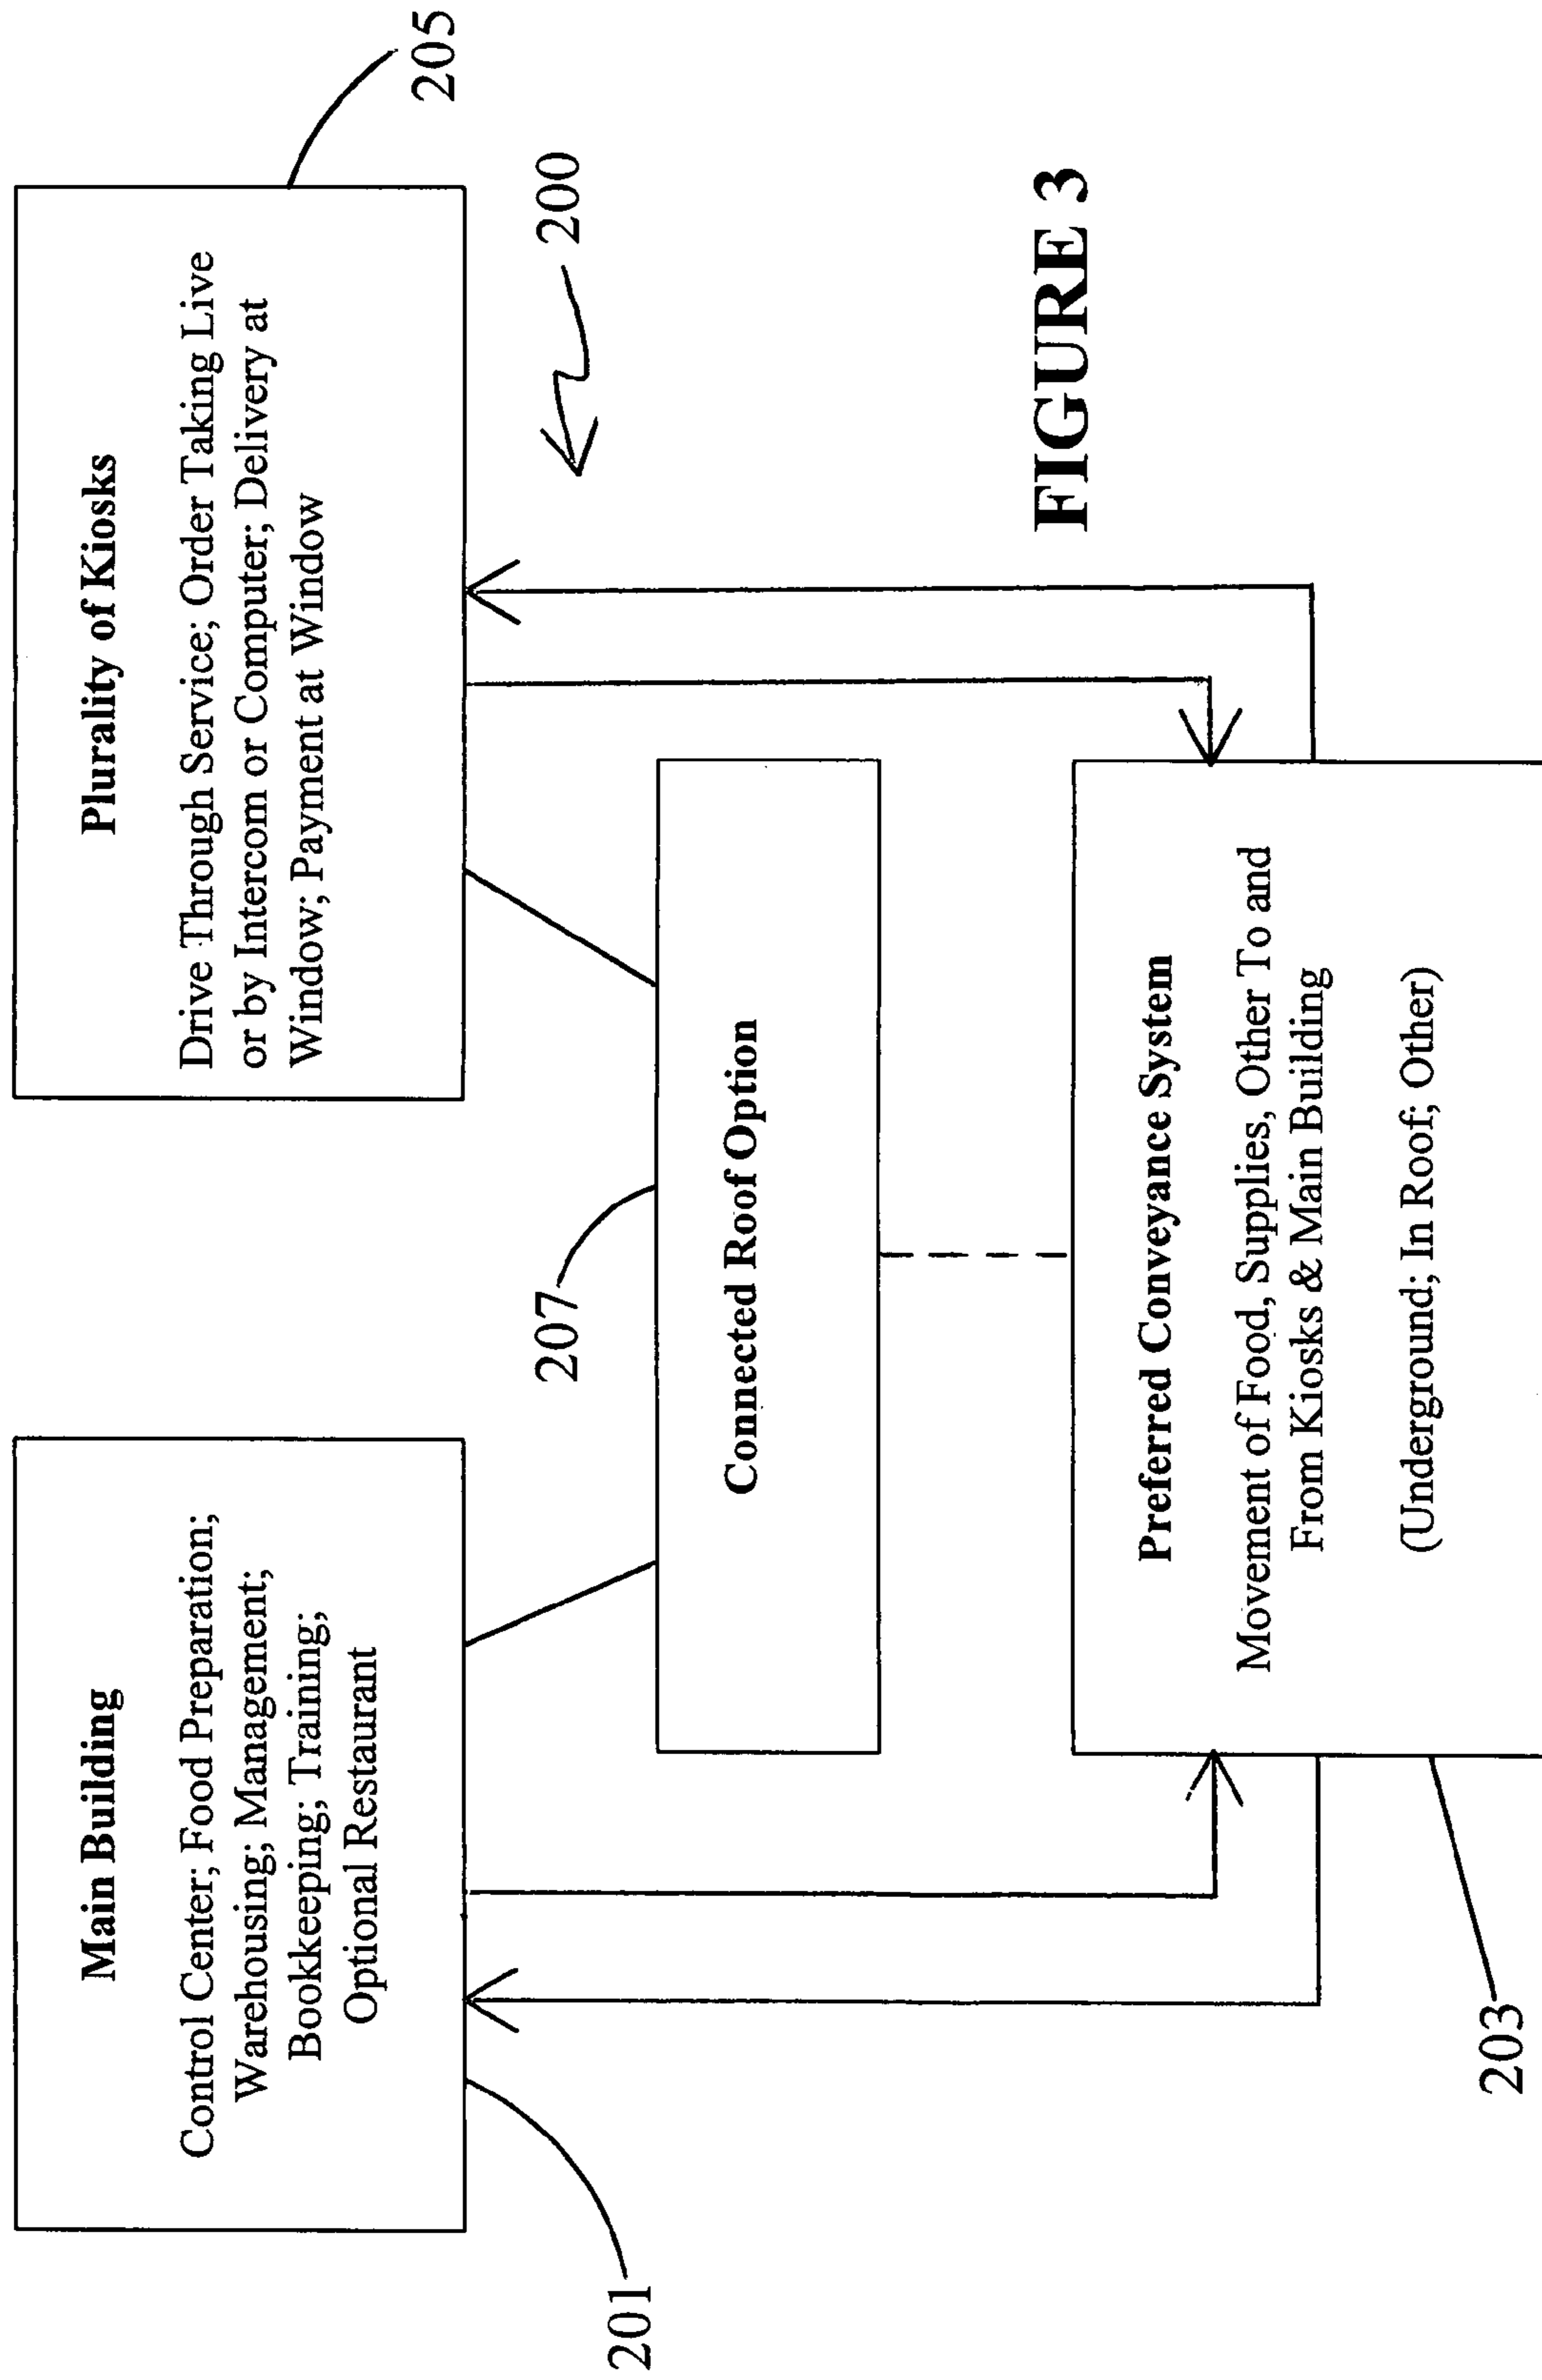 Main Building
Control Center; Food Preparation;
Warehousing; Management;
Bookkeeping; Training;
Optional Restaurant
201
Plurality of Kiosks
Drive Through Service; Order Taking Live
or by Intercom or Computer; Delivery at
Window; Payment at Window
205
200
207
Connected Roof Option
Preferred Conveyance System
Movement of Food, Supplies, Other To and
From Kiosks & Main Building
(Underground; In Roof; Other)
203
FIGURE 3